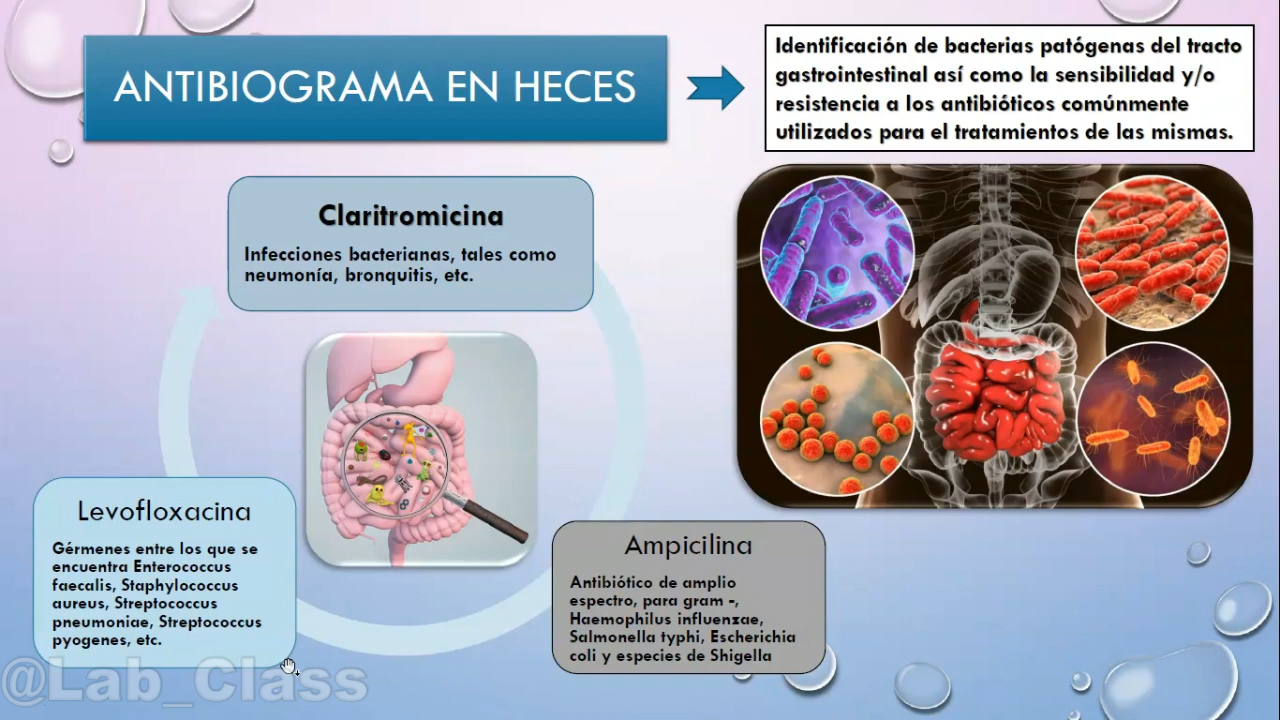 ANTIBIOGRAMA EN HECES
Identificación de bacterias patógenas del tracto
gastrointestinal así como la sensibilidad y/o
resistencia a los antibióticos comúnmente
utilizados para el tratamientos de las mismas.
Claritromicina
Infecciones bacterianas, tales como
neumonía, bronquitis, etc.
Levofloxacina
Gérmenes entre los que se
encuentra Enterococcus
faecalis, Staphylococcus
aureus, Streptococcus
pneumoniae, Streptococcus
pyogenes, etc.
Ampicilina
Antibiótico de amplio
espectro, para gram -,
Haemophilus influenzae,
Salmonella typhi, Escherichia
coli y especies de Shigella
@Lab_Class